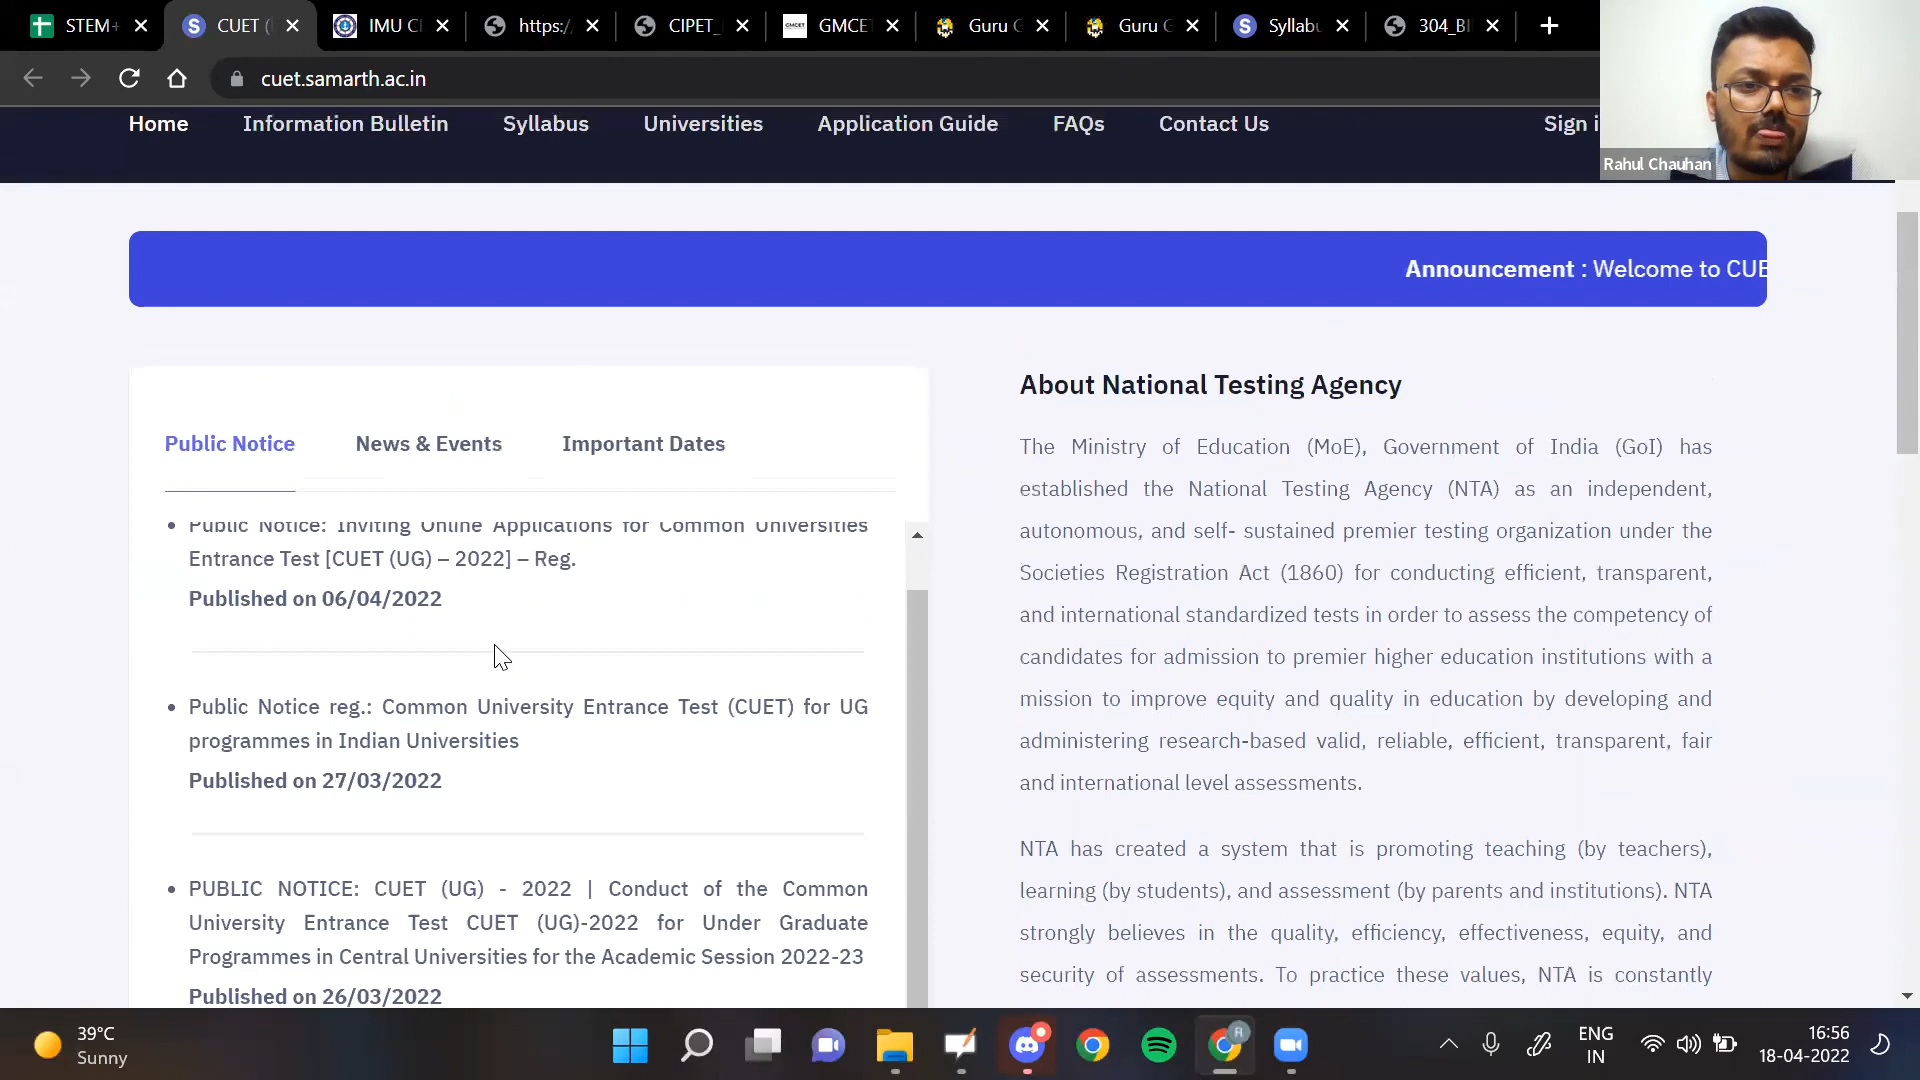 STEM+
CUET (
IMU C
https:/
CIPET_
GMCE
Guru G
Guru G
Syllabu
304_BI
cuet.samarth.ac.in
Home
Information Bulletin
Syllabus
Universities
Application Guide
FAQs
Contact Us
Sign i
Rahul Chauhan
Announcement : Welcome to CUE
Public Notice
News & Events
Important Dates
Public Notice: Inviting Online Applications for Common Universities
Entrance Test [CUET (UG) – 2022] – Reg.
Published on 06/04/2022
Public Notice reg.: Common University Entrance Test (CUET) for UG
programmes in Indian Universities
Published on 27/03/2022
PUBLIC NOTICE: CUET (UG) - 2022 | Conduct of the Common
University Entrance Test CUET (UG)-2022 for Under Graduate
Programmes in Central Universities for the Academic Session 2022-23
Published on 26/03/2022
About National Testing Agency
The Ministry of Education (MoE), Government of India (GoI) has
established the National Testing Agency (NTA) as an independent,
autonomous, and self- sustained premier testing organization under the
Societies Registration Act (1860) for conducting efficient, transparent,
and international standardized tests in order to assess the competency of
candidates for admission to premier higher education institutions with a
mission to improve equity and quality in education by developing and
administering research-based valid, reliable, efficient, transparent, fair
and international level assessments.
NTA has created a system that is promoting teaching (by teachers),
learning (by students), and assessment (by parents and institutions). NTA
strongly believes in the quality, efficiency, effectiveness, equity, and
security of assessments. To practice these values, NTA is constantly
39°C
Sunny
ENG
IN
16:56
18-04-2022